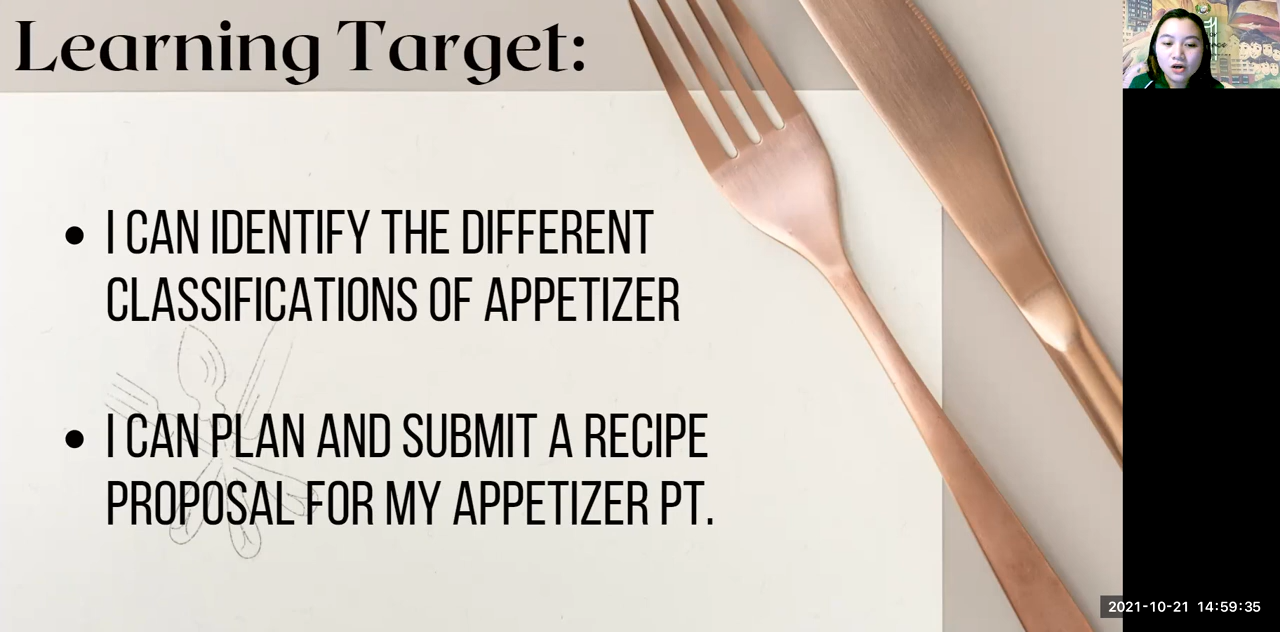 Learning Target:
• I CAN IDENTIFY THE DIFFERENT
CLASSIFICATIONS OF APPETIZER
• I CAN PLAN AND SUBMIT A RECIPE
PROPOSAL FOR MY APPETIZER PT.
2021-10-21 14:59:35